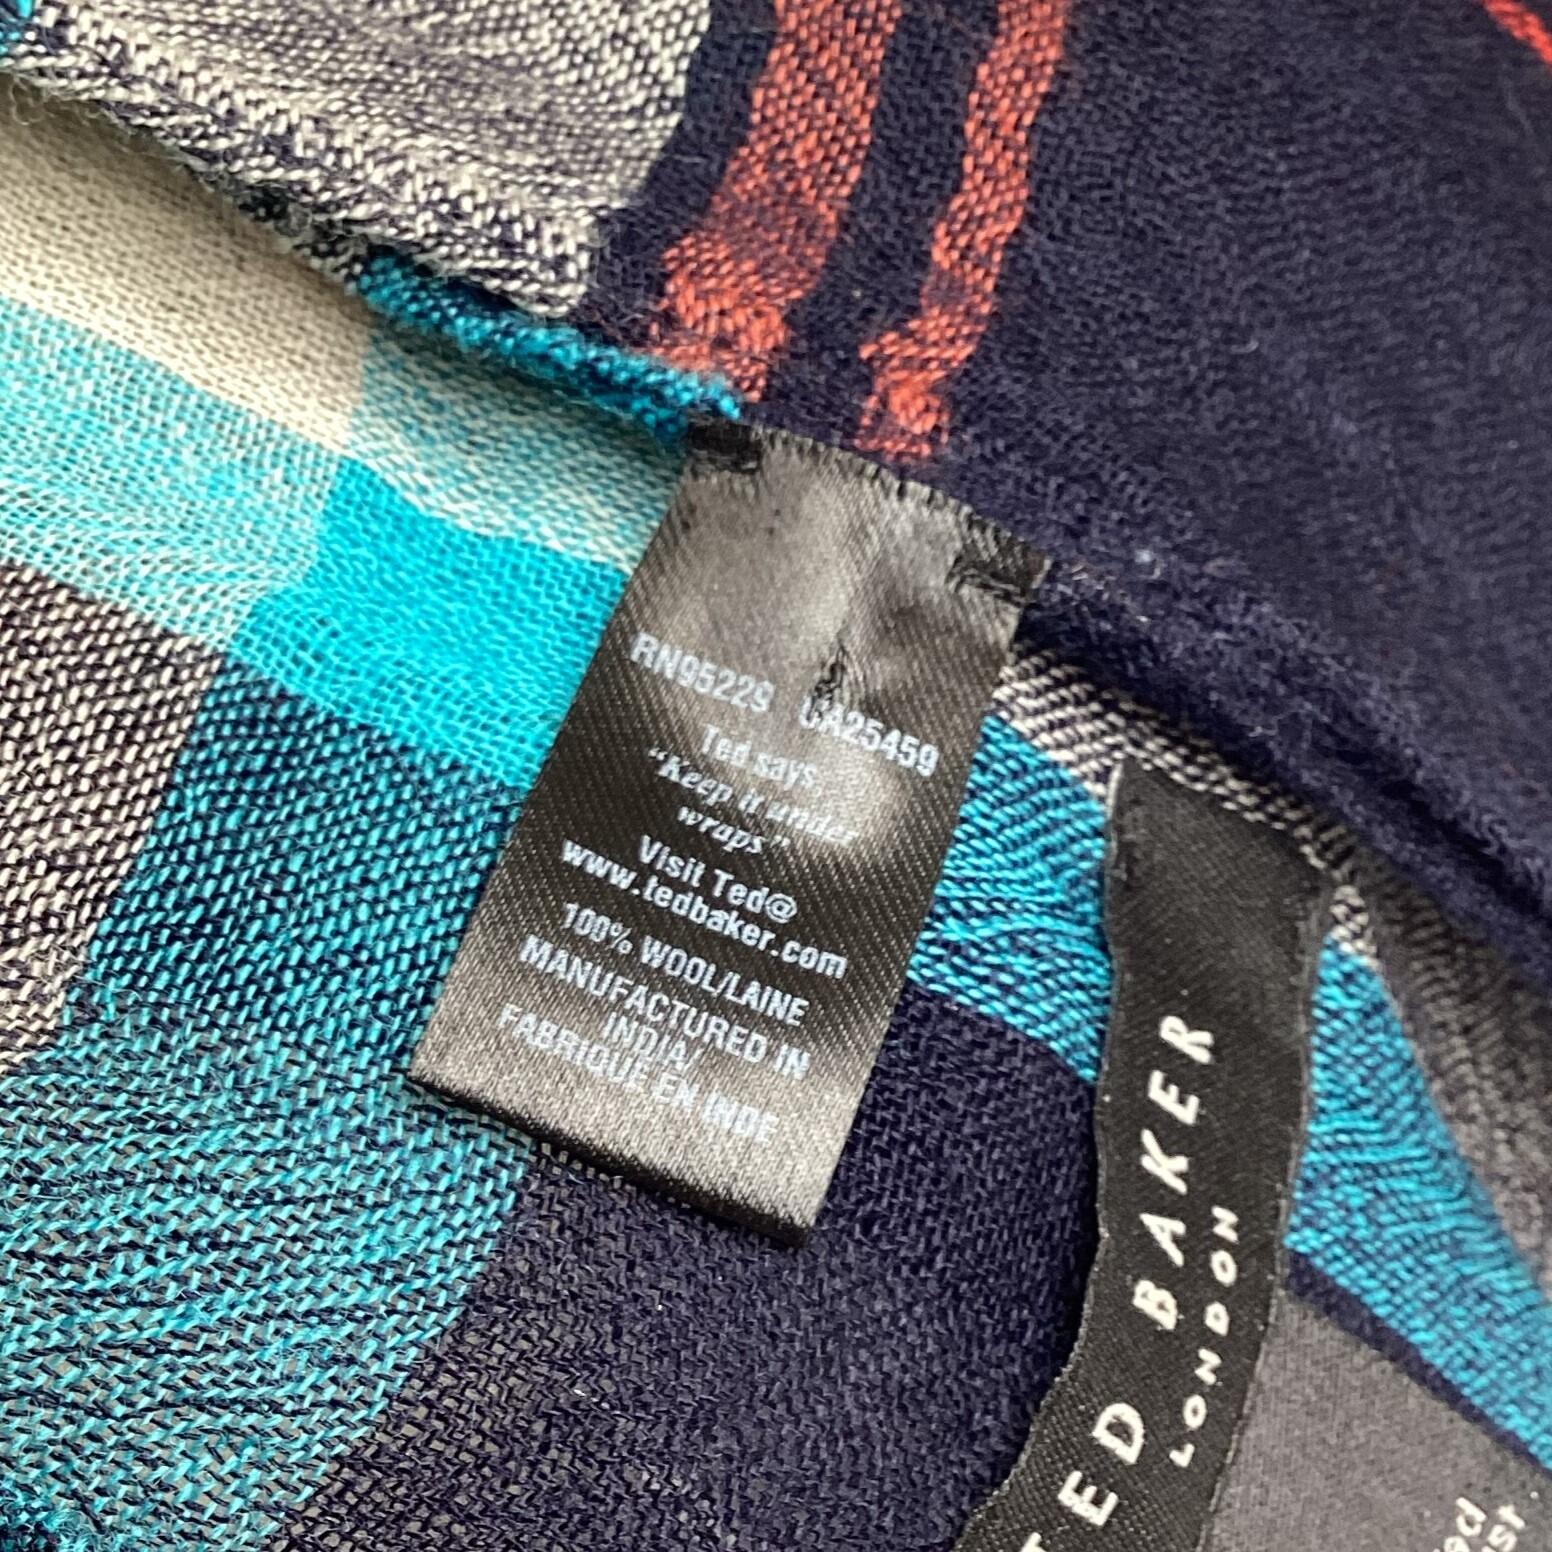 RN95229 CA25459
Ted says,
"Keep it under
wraps"
Visit Ted@
www.tedbaker.com
100% WOOL/LAINE
MANUFACTURED IN
INDIA/
FABRIQUE EN INDE
TED BAKER
LONDON